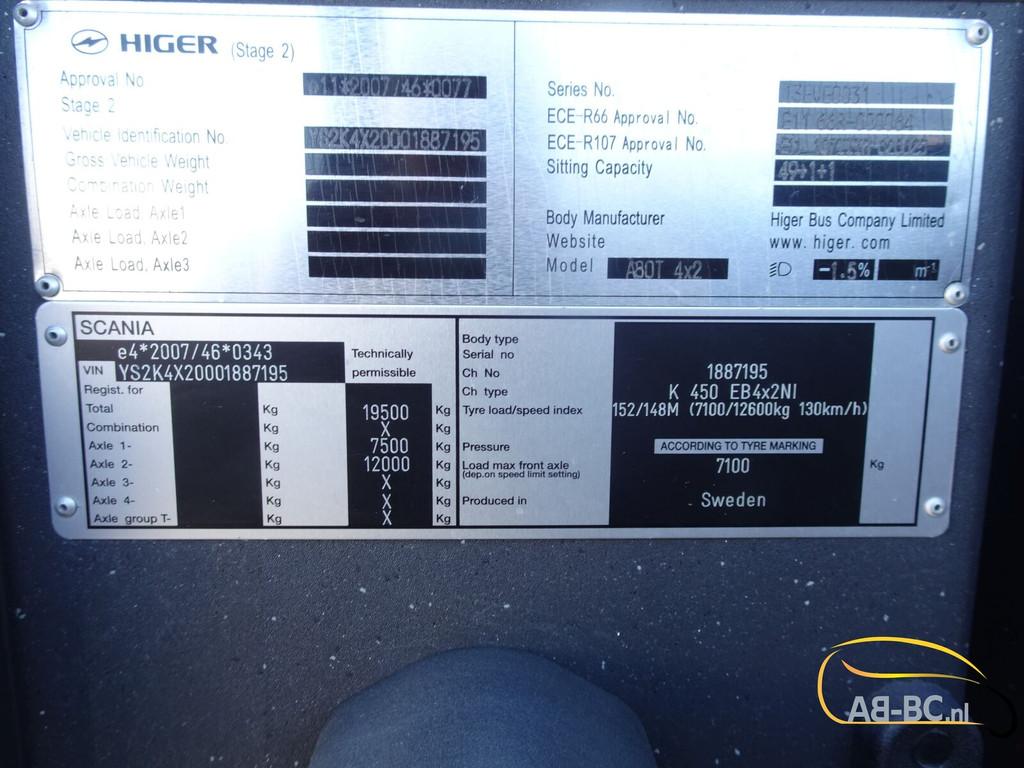 HIGER (Stage 2)
Approval No e11*2007/46*0077
Stage 2
Vehicle Identification No. YS2K4X20001887195
Gross Vehicle Weight
Combination Weight
Axle Load, Axle1
Axle Load, Axle2
Axle Load, Axle3
Series No.
ECE-R66 Approval No.
ECE-R107 Approval No.
Sitting Capacity 49+1+1
Body Manufacturer Higer Bus Company Limited
Website www.higer.com
Model A80T 4x2 -1.5% m⁻¹
SCANIA
e4*2007/46*0343
VIN YS2K4X20001887195
Technically
permissible
Regist. for
Total Kg 19500 Kg
Combination Kg X Kg
Axle 1- Kg 7500 Kg
Axle 2- Kg 12000 Kg
Axle 3- Kg X Kg
Axle 4- Kg X Kg
Axle group T- Kg X Kg
Body type
Serial no
Ch No 1887195
Ch type K 450 EB4x2NI
Tyre load/speed index 152/148M (7100/12600kg 130km/h)
Pressure ACCORDING TO TYRE MARKING
Load max front axle 7100 Kg
(dep.on speed limit setting)
Produced in Sweden
AB-BC.nl